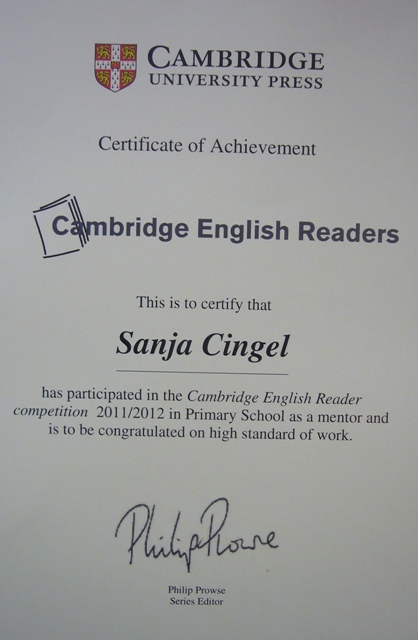 CAMBRIDGE
UNIVERSITY PRESS
Certificate of Achievement
Cambridge English Readers
This is to certify that
Sanja Cingel
has participated in the Cambridge English Reader
competition 2011/2012 in Primary School as a mentor and
is to be congratulated on high standard of work.
Philip Prowse
Philip Prowse
Series Editor